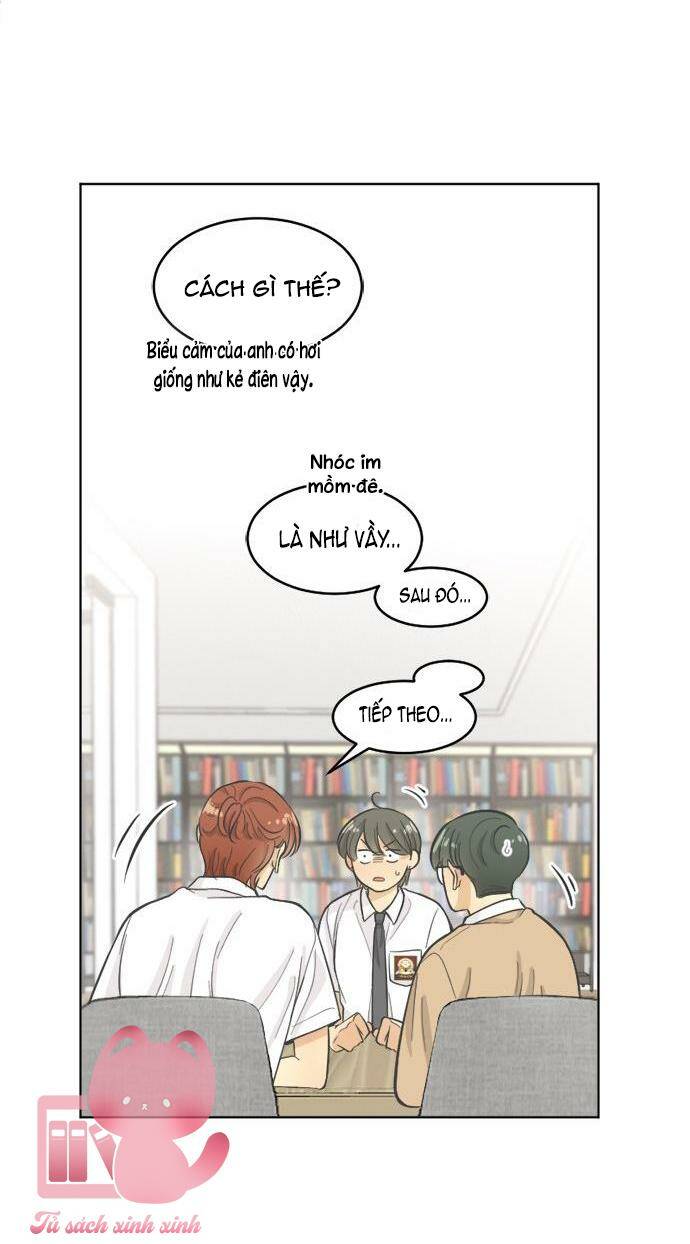 CÁCH GÌ THẾ?
Biểu cảm của anh có hơi
giống như kẻ điên vậy.
Nhóc im
mồm đê.
LÀ NHƯ VẦY...
SAU ĐÓ...
TIẾP THEO...
Tủ sách xinh xinh